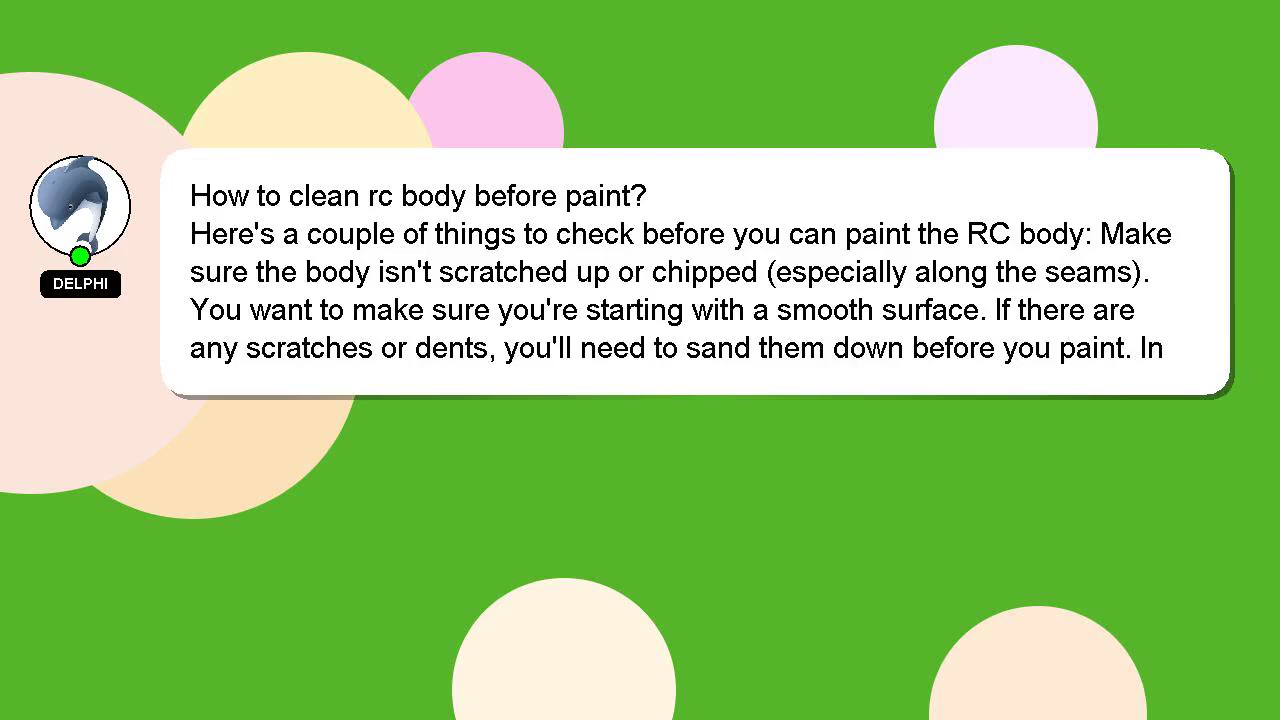 How to clean rc body before paint?
Here's a couple of things to check before you can paint the RC body: Make
sure the body isn't scratched up or chipped (especially along the seams).
You want to make sure you're starting with a smooth surface. If there are
any scratches or dents, you'll need to sand them down before you paint. In
DELPHI